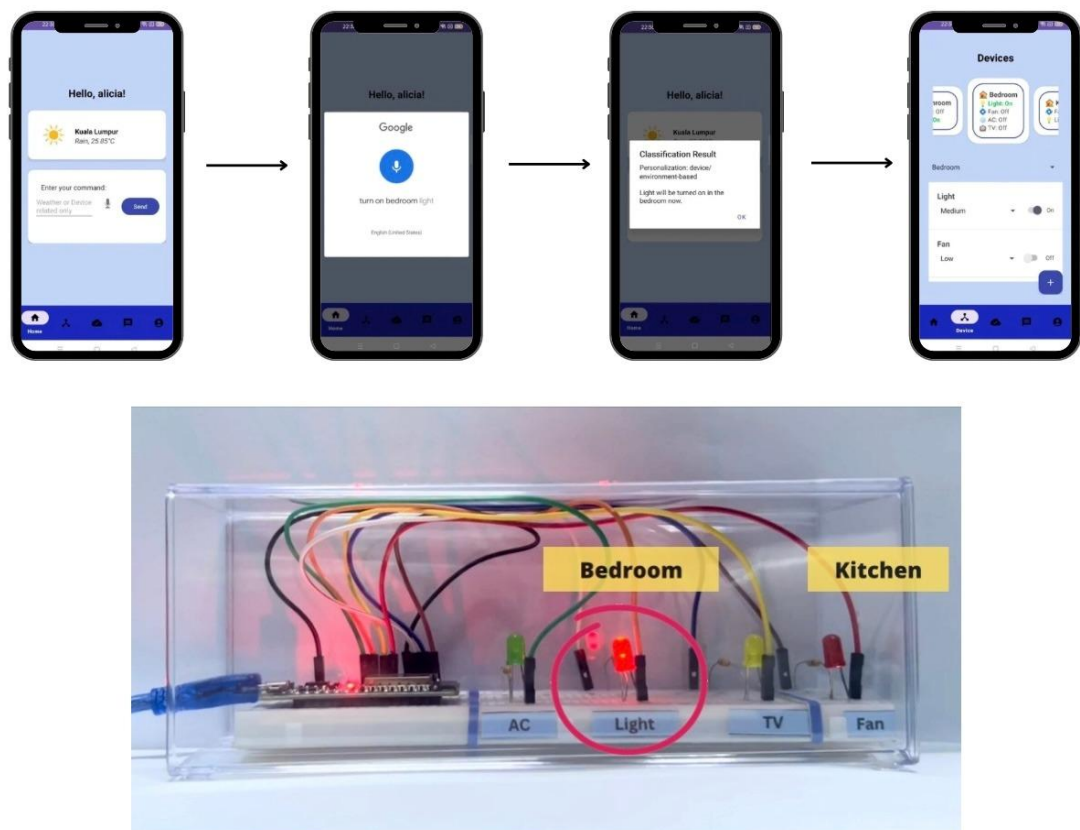 Hello, alicia!
Kuala Lumpur
Rain, 25.85°C
Enter your command:
Weather or Device
related only
Send
Home
Hello, alicia!
Google
turn on bedroom light
English (United States)
Home
Hello, alicia!
Kuala Lumpur
Classification Result
Personalization: device/
environment-based
Light will be turned on in the
bedroom now.
OK
Home
Devices
Bedroom
Light: On
Fan: Off
AC: Off
TV: Off
Bedroom
Light
Medium
On
Fan
Low
Off
+
Device
Bedroom
Kitchen
AC
Light
TV
Fan